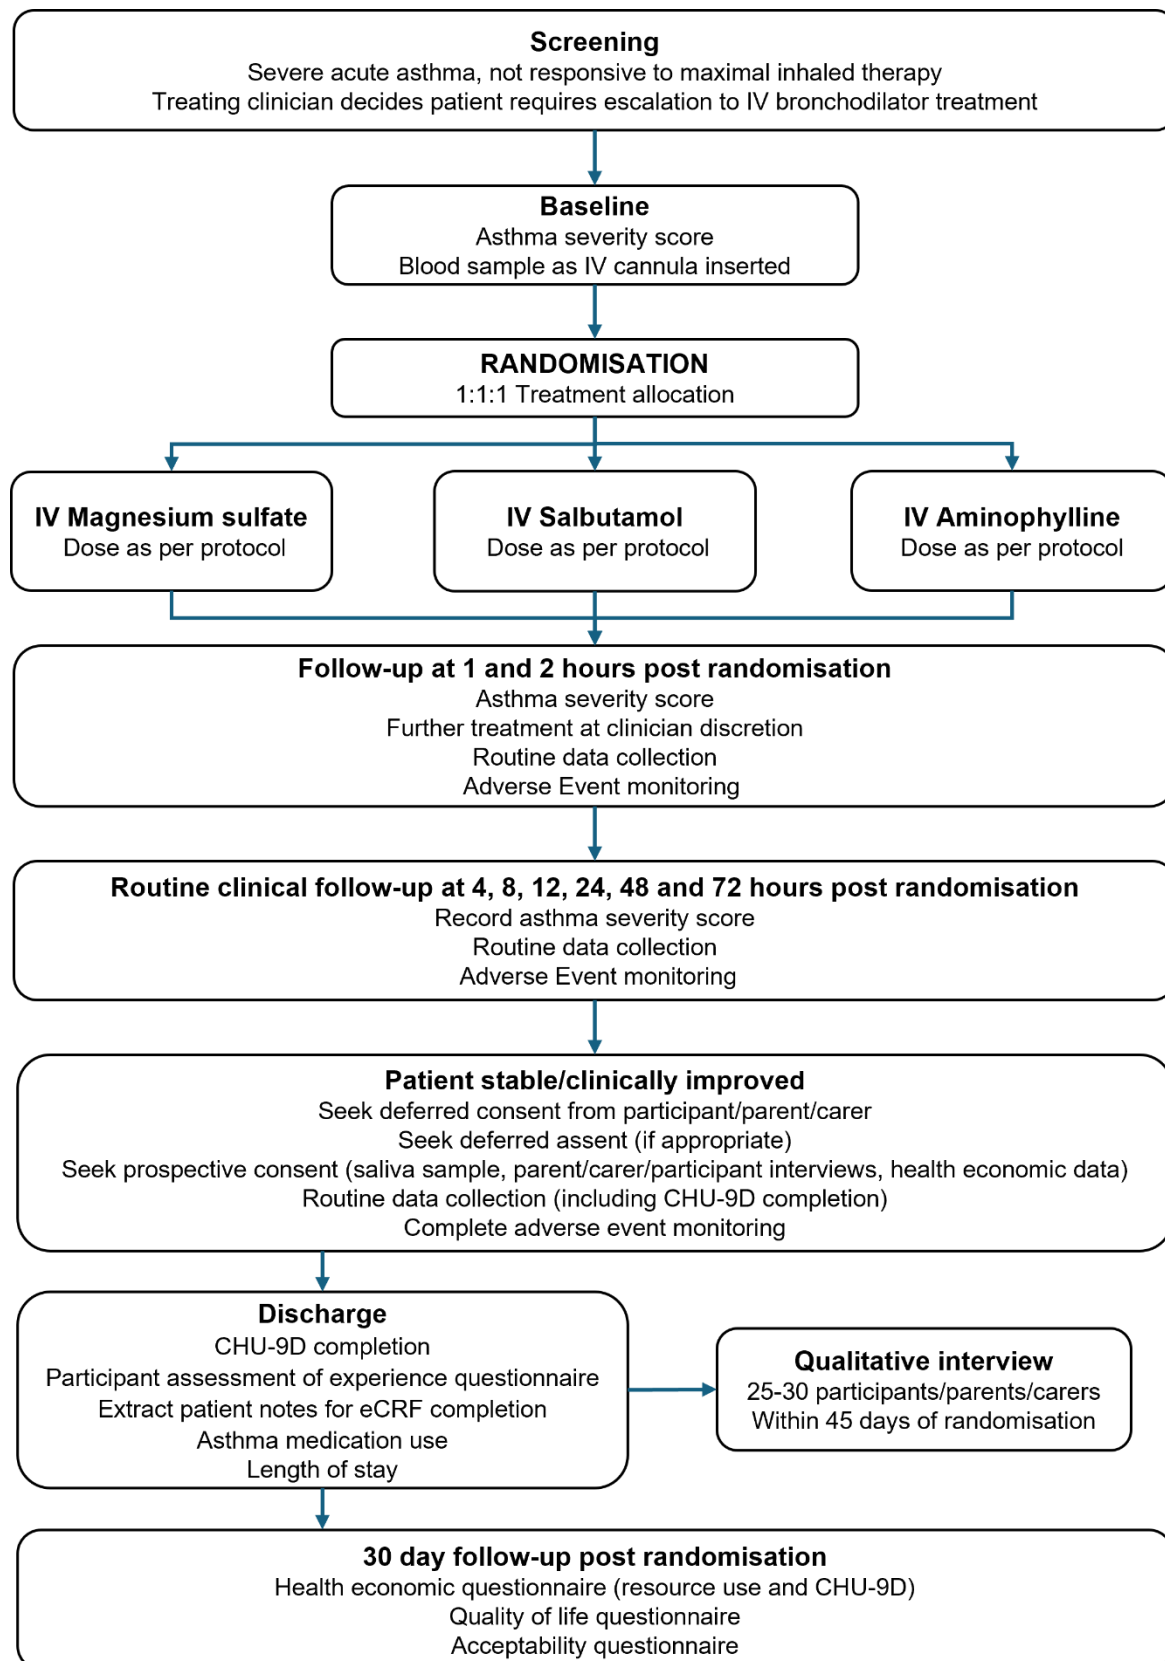 Screening
Severe acute asthma, not responsive to maximal inhaled therapy
Treating clinician decides patient requires escalation to IV bronchodilator treatment
Baseline
Asthma severity score
Blood sample as IV cannula inserted
RANDOMISATION
1:1:1 Treatment allocation
IV Magnesium sulfate
Dose as per protocol
IV Salbutamol
Dose as per protocol
IV Aminophylline
Dose as per protocol
Follow-up at 1 and 2 hours post randomisation
Asthma severity score
Further treatment at clinician discretion
Routine data collection
Adverse Event monitoring
Routine clinical follow-up at 4, 8, 12, 24, 48 and 72 hours post randomisation
Record asthma severity score
Routine data collection
Adverse Event monitoring
Patient stable/clinically improved
Seek deferred consent from participant/parent/carer
Seek deferred assent (if appropriate)
Seek prospective consent (saliva sample, parent/carer/participant interviews, health economic data)
Routine data collection (including CHU-9D completion)
Complete adverse event monitoring
Discharge
CHU-9D completion
Participant assessment of experience questionnaire
Extract patient notes for eCRF completion
Asthma medication use
Length of stay
Qualitative interview
25-30 participants/parents/carers
Within 45 days of randomisation
30 day follow-up post randomisation
Health economic questionnaire (resource use and CHU-9D)
Quality of life questionnaire
Acceptability questionnaire